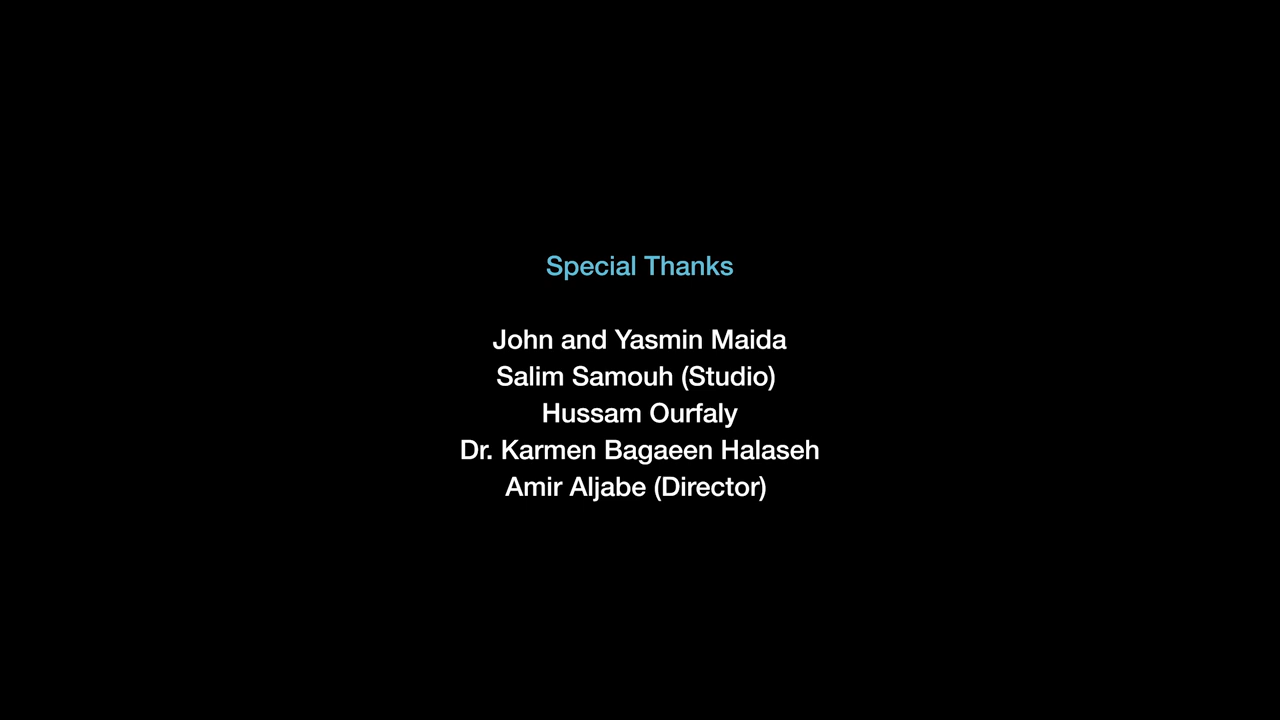 Special Thanks
John and Yasmin Maida
Salim Samouh (Studio)
Hussam Ourfaly
Dr. Karmen Bagaeen Halaseh
Amir Aljabe (Director)